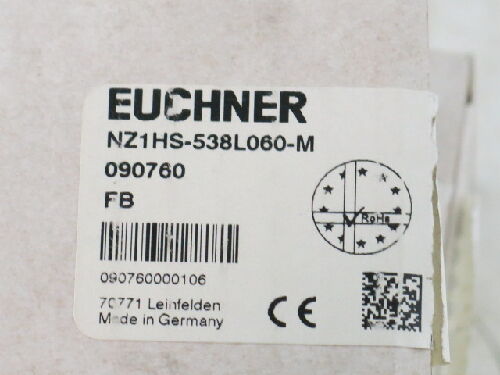 EUCHNER
NZ1HS-538L060-M
090760
FB
RoHs
090760000106
70771 Leinfelden
Made in Germany
CE